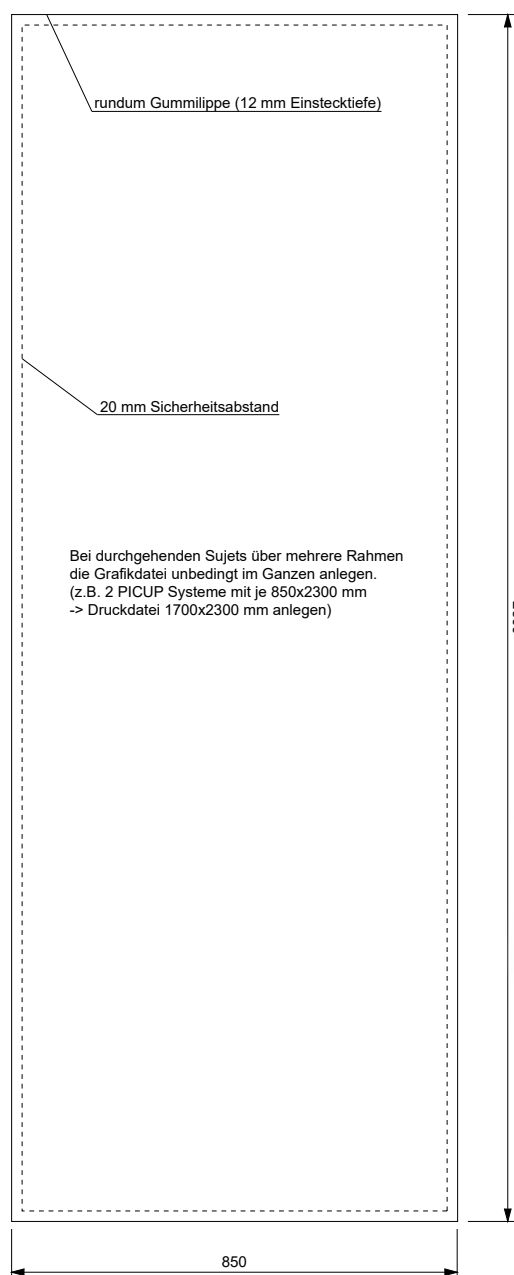 rundum Gummilippe (12 mm Einstecktiefe)
20 mm Sicherheitsabstand
Bei durchgehenden Sujets über mehrere Rahmen
die Grafikdatei unbedingt im Ganzen anlegen.
(z.B. 2 PICUP Systeme mit je 850x2300 mm
-> Druckdatei 1700x2300 mm anlegen)
850